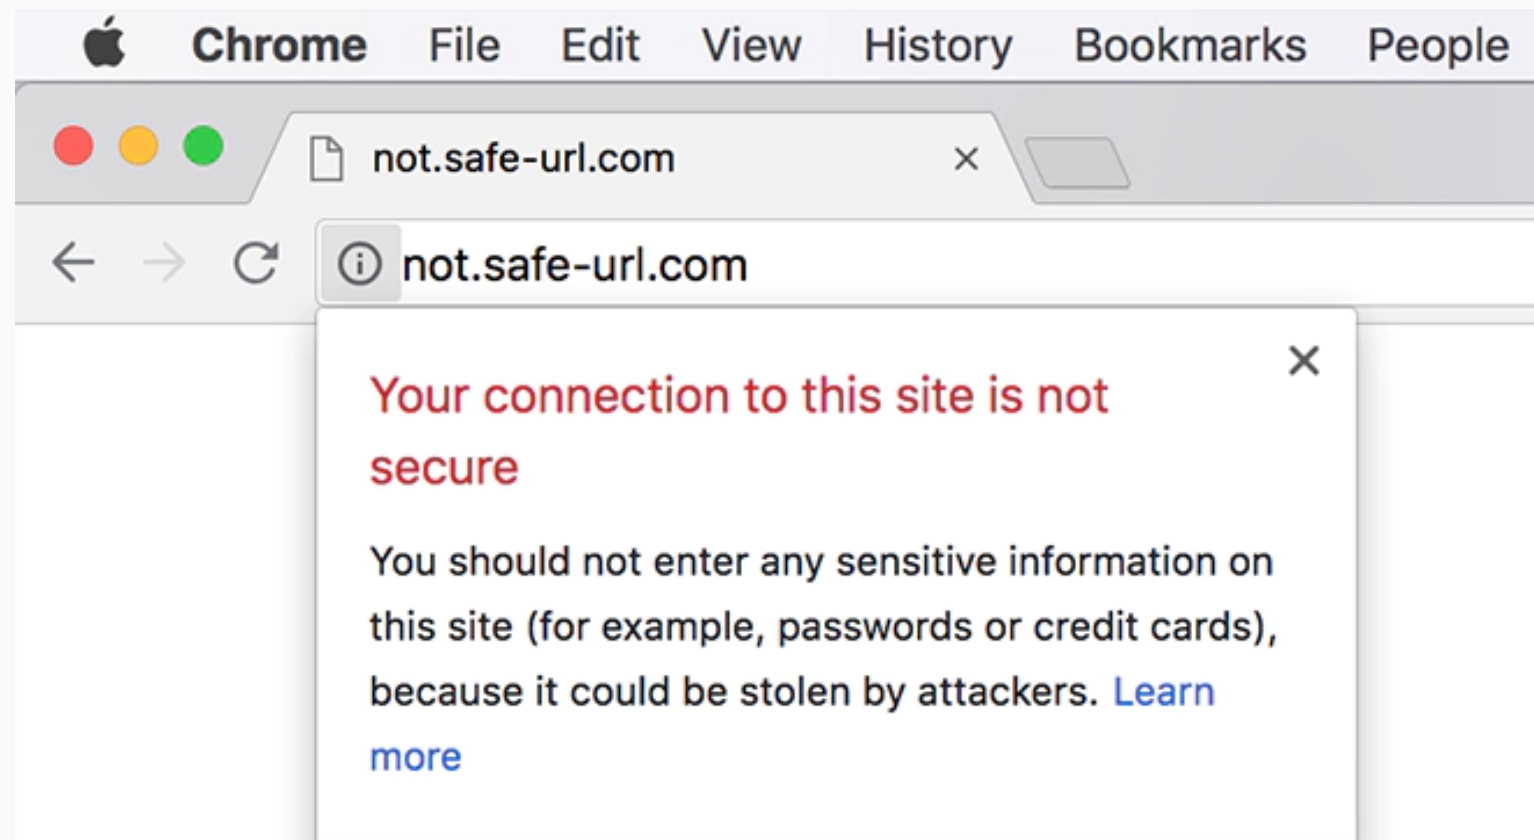 Chrome File Edit View History Bookmarks People
not.safe-url.com
not.safe-url.com
Your connection to this site is not
secure
You should not enter any sensitive information on
this site (for example, passwords or credit cards),
because it could be stolen by attackers. Learn
more